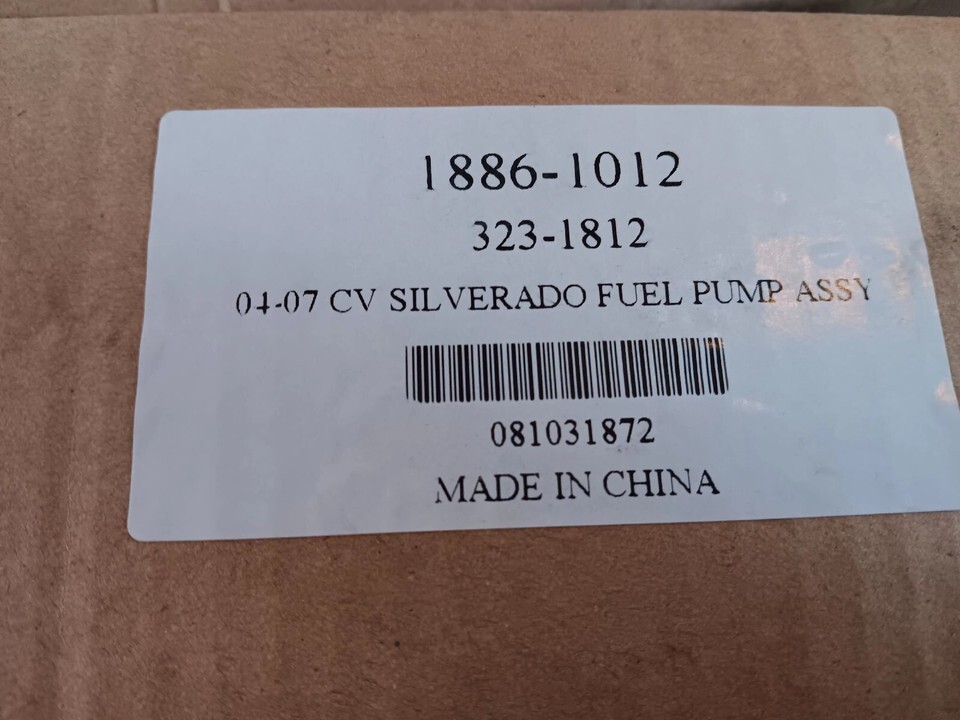 1886-1012
323-1812
04-07 CV SILVERADO FUEL PUMP ASSY
081031872
MADE IN CHINA